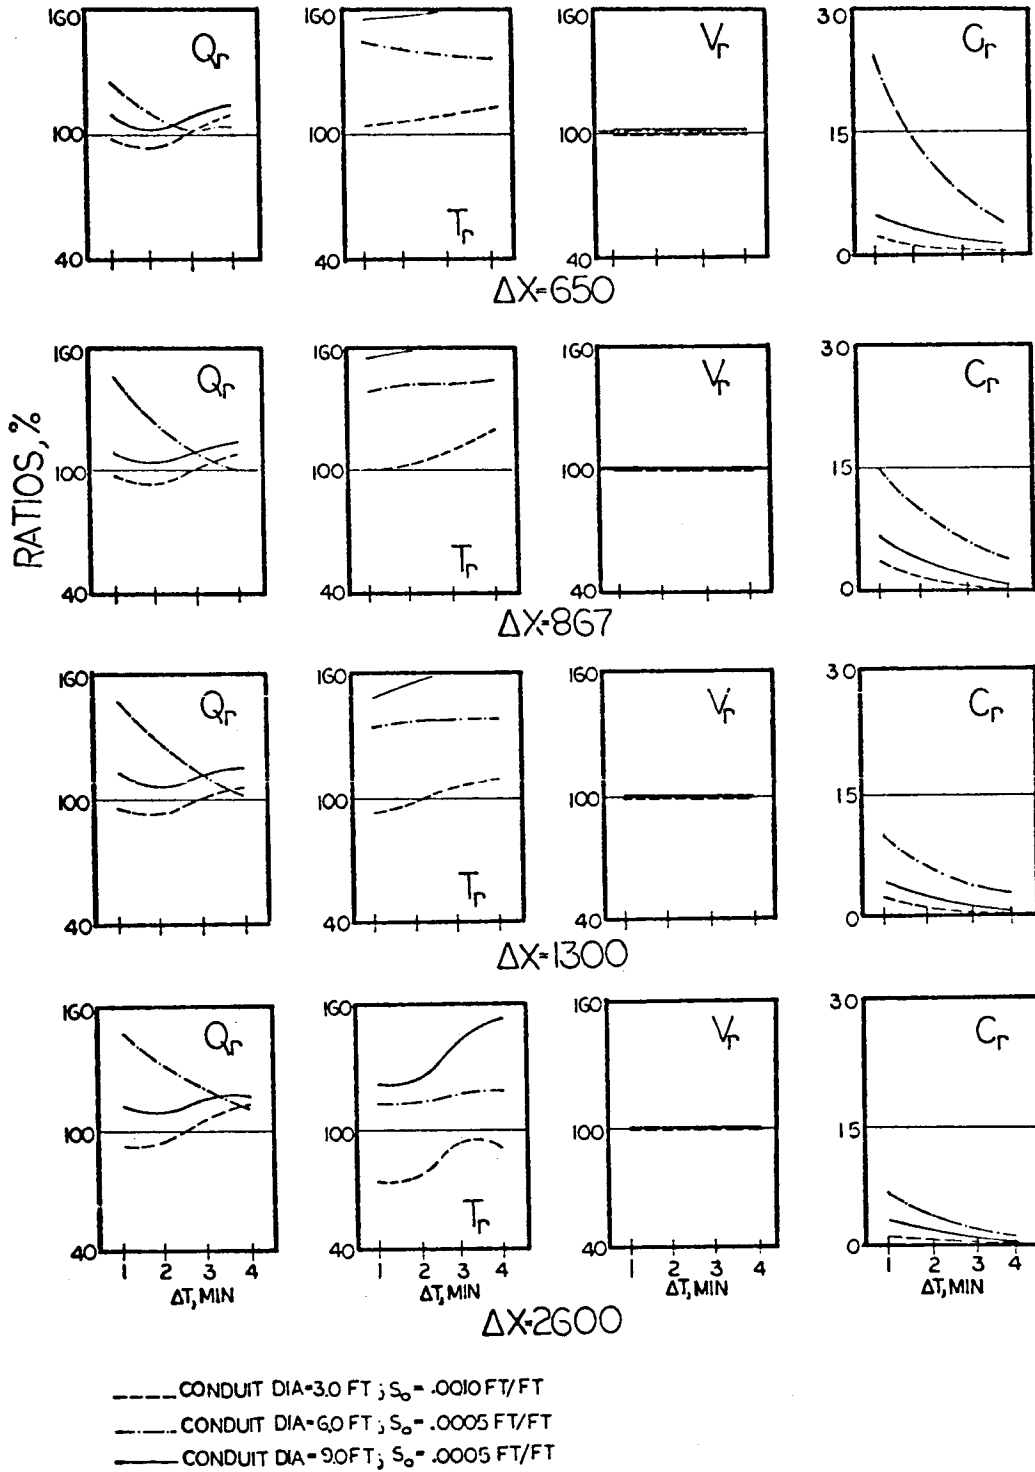 160 Qr 100 40
160 100 Tr 40
160 Vr 100 40
30 Cr 15 0
ΔX=650
RATIOS, %
160 Qr 100 40
160 100 Tr 40
160 Vr 100 40
30 Cr 15 0
ΔX=867
160 Qr 100 40
160 100 Tr 40
160 Vr 100 40
30 Cr 15 0
ΔX=1300
160 Qr 100 40
1 2 3 4
ΔT, MIN
160 100 Tr 40
1 2 3 4
ΔT, MIN
160 Vr 100 40
1 2 3 4
ΔT, MIN
30 Cr 15 0
1 2 3 4
ΔT, MIN
ΔX=2600
CONDUIT DIA=3.0 FT ; So= .0010 FT/FT
CONDUIT DIA=6.0 FT ; So= .0005 FT/FT
CONDUIT DIA=9.0 FT ; So= .0005 FT/FT